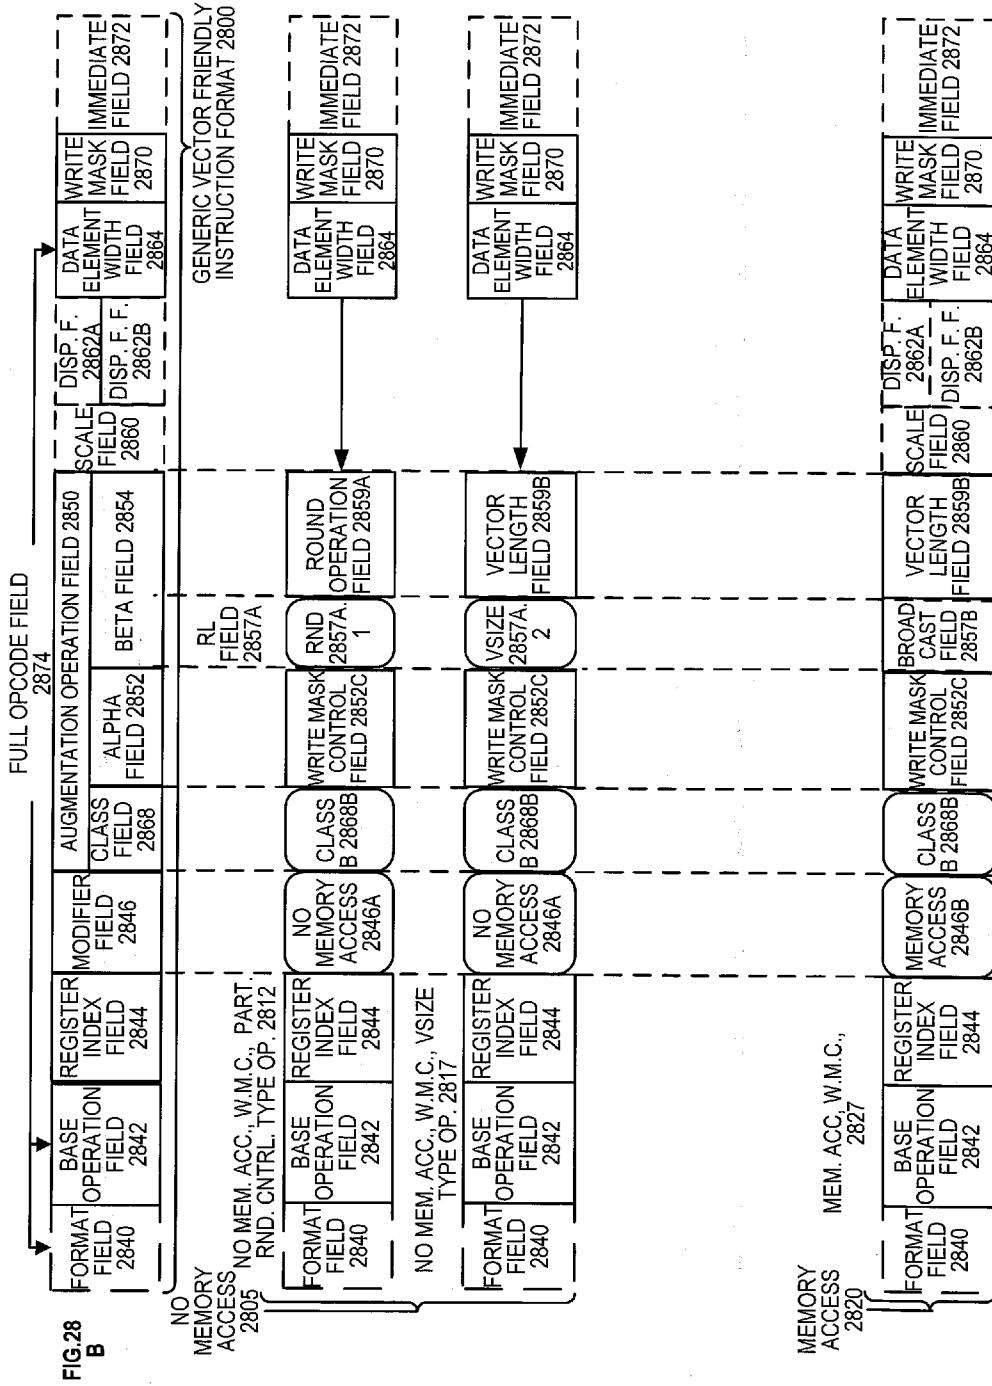 FIG.28
B
FULL OPCODE FIELD
2874
FORMAT
FIELD
2840
BASE
OPERATION
FIELD
2842
REGISTER
INDEX
FIELD
2844
MODIFIER
FIELD
2846
AUGMENTATION OPERATION FIELD 2850
CLASS
FIELD
2868
ALPHA
FIELD 2852
BETA FIELD 2854
SCALE
FIELD
2860
DISP. F.
2862A
DISP. F. F.
2862B
DATA
ELEMENT
WIDTH
FIELD
2864
WRITE
MASK
FIELD
2870
IMMEDIATE
FIELD 2872
GENERIC VECTOR FRIENDLY
INSTRUCTION FORMAT 2800
NO
MEMORY
ACCESS
2805
NO MEM. ACC., W.M.C., PART.
RND. CNTRL. TYPE OP. 2812
RL
FIELD
2857A
FORMAT
FIELD
2840
BASE
OPERATION
FIELD
2842
REGISTER
INDEX
FIELD
2844
NO
MEMORY
ACCESS
2846A
CLASS
B 2868B
WRITE MASK
CONTROL
FIELD 2852C
RND
2857A.
1
ROUND
OPERATION
FIELD 2859A
DATA
ELEMENT
WIDTH
FIELD
2864
WRITE
MASK
FIELD
2870
IMMEDIATE
FIELD 2872
NO MEM. ACC., W.M.C., VSIZE
TYPE OP. 2817
FORMAT
FIELD
2840
BASE
OPERATION
FIELD
2842
REGISTER
INDEX
FIELD
2844
NO
MEMORY
ACCESS
2846A
CLASS
B 2868B
WRITE MASK
CONTROL
FIELD 2852C
VSIZE
2857A.
2
VECTOR
LENGTH
FIELD 2859B
DATA
ELEMENT
WIDTH
FIELD
2864
WRITE
MASK
FIELD
2870
IMMEDIATE
FIELD 2872
MEMORY
ACCESS
2820
MEM. ACC, W.M.C.,
2827
FORMAT
FIELD
2840
BASE
OPERATION
FIELD
2842
REGISTER
INDEX
FIELD
2844
MEMORY
ACCESS
2846B
CLASS
B 2868B
WRITE MASK
CONTROL
FIELD 2852C
BROAD
CAST
FIELD
2857B
VECTOR
LENGTH
FIELD 2859B
SCALE
FIELD
2860
DISP. F.
2862A
DISP. F. F.
2862B
DATA
ELEMENT
WIDTH
FIELD
2864
WRITE
MASK
FIELD
2870
IMMEDIATE
FIELD 2872